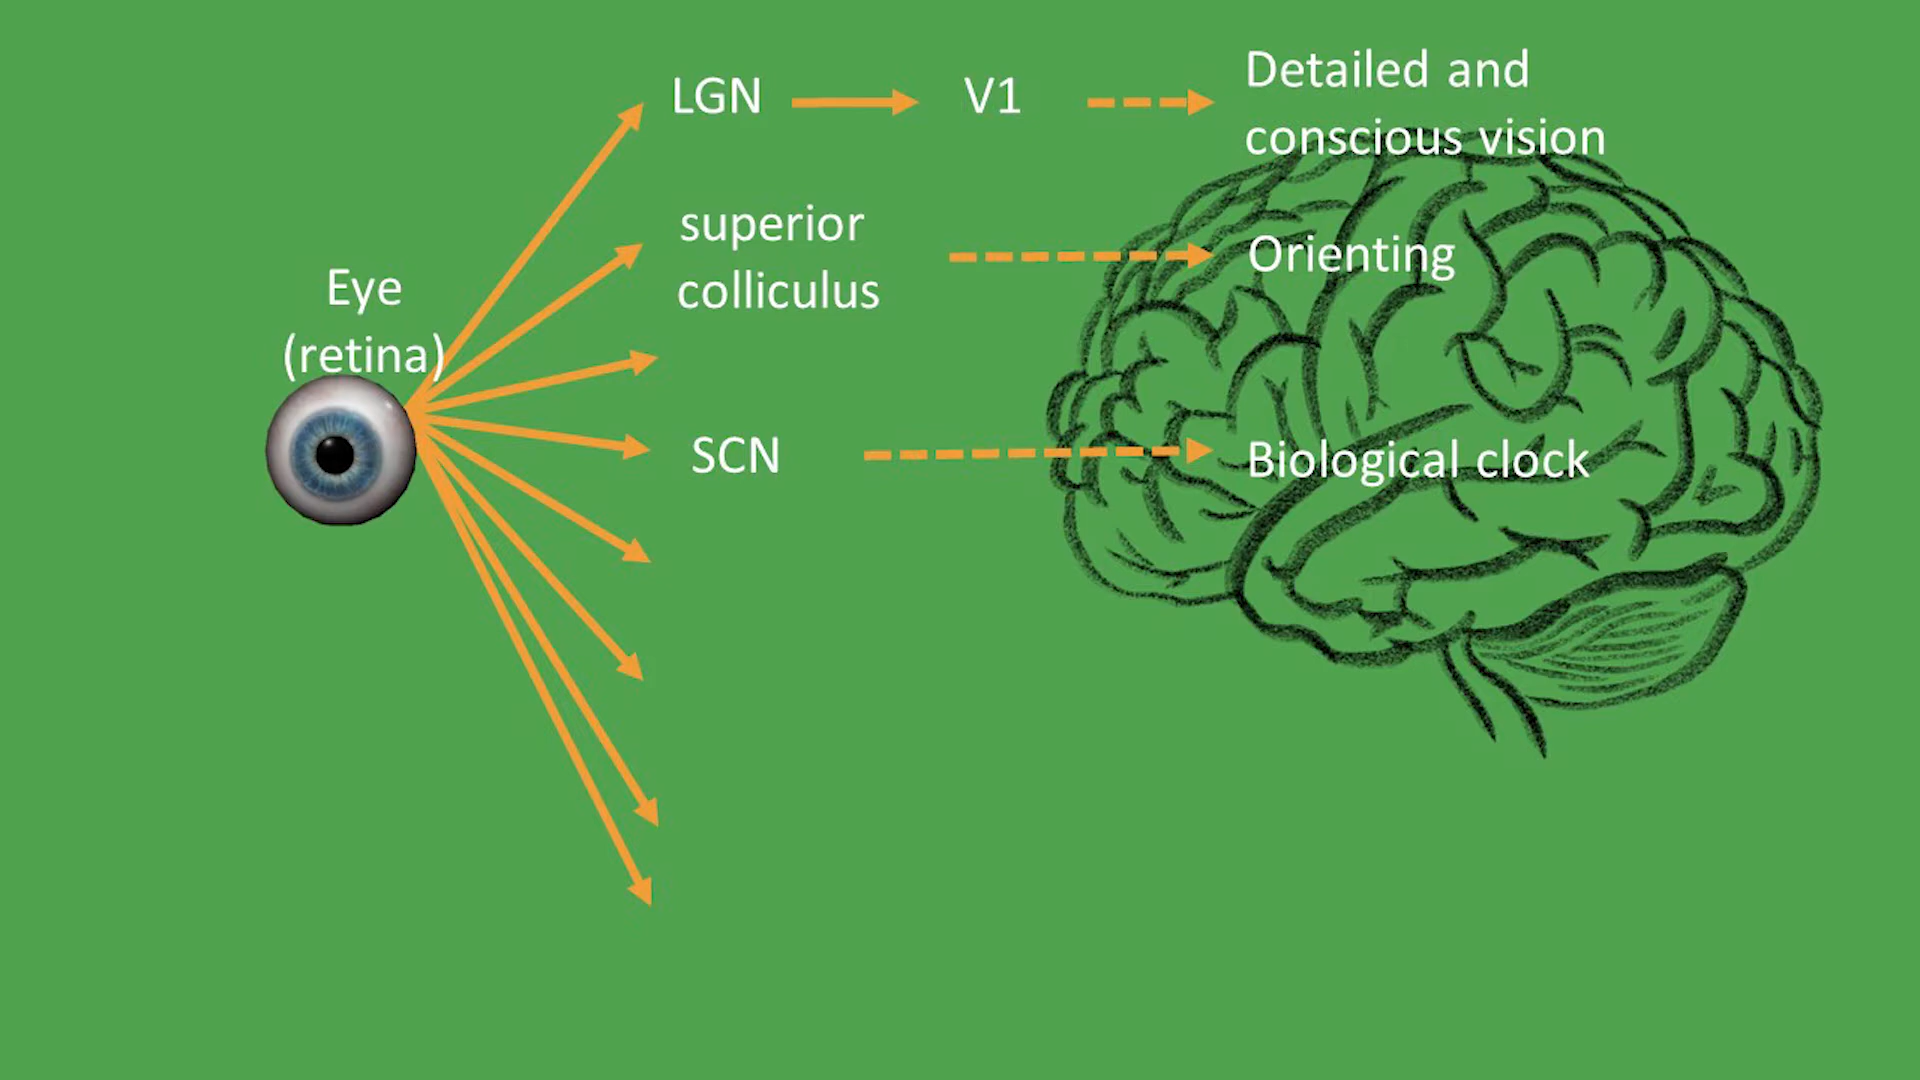 Eye
(retina)
LGN
V1
Detailed and
conscious vision
superior
colliculus
Orienting
SCN
Biological clock